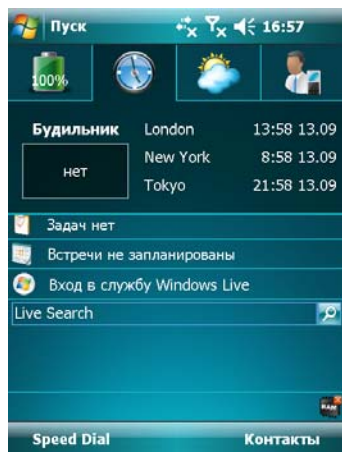 Пуск 16:57
100%
Будильник
нет
London 13:58 13.09
New York 8:58 13.09
Tokyo 21:58 13.09
Задач нет
Встречи не запланированы
Вход в службу Windows Live
Live Search
RAM
Speed Dial Контакты